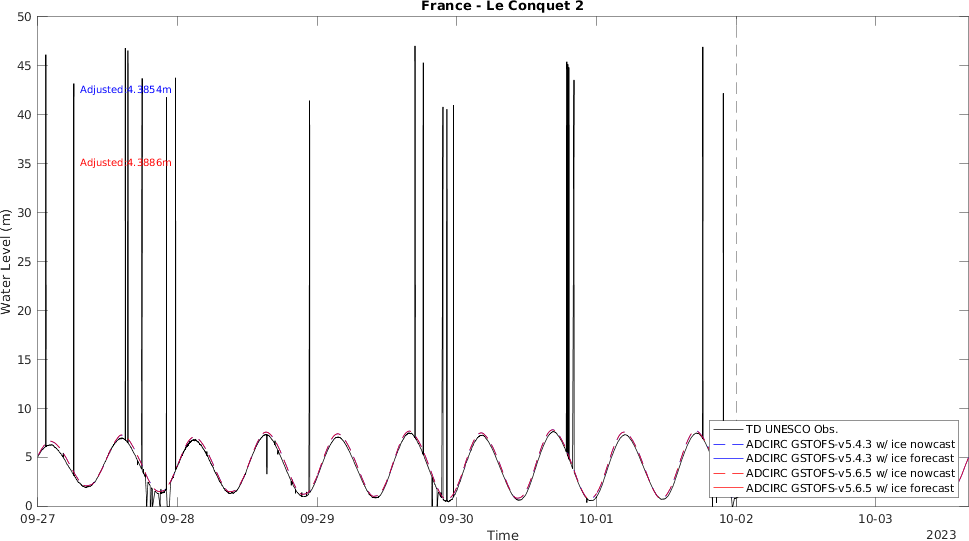 France - Le Conquet 2
50
45
40
35
30
25
20
15
10
5
0
Water Level (m)
Adjusted 4.3854m
Adjusted 4.3886m
TD UNESCO Obs.
ADCIRC GSTOFS-v5.4.3 w/ ice nowcast
ADCIRC GSTOFS-v5.4.3 w/ ice forecast
ADCIRC GSTOFS-v5.6.5 w/ ice nowcast
ADCIRC GSTOFS-v5.6.5 w/ ice forecast
09-27 09-28 09-29 09-30 10-01 10-02 10-03
Time
2023